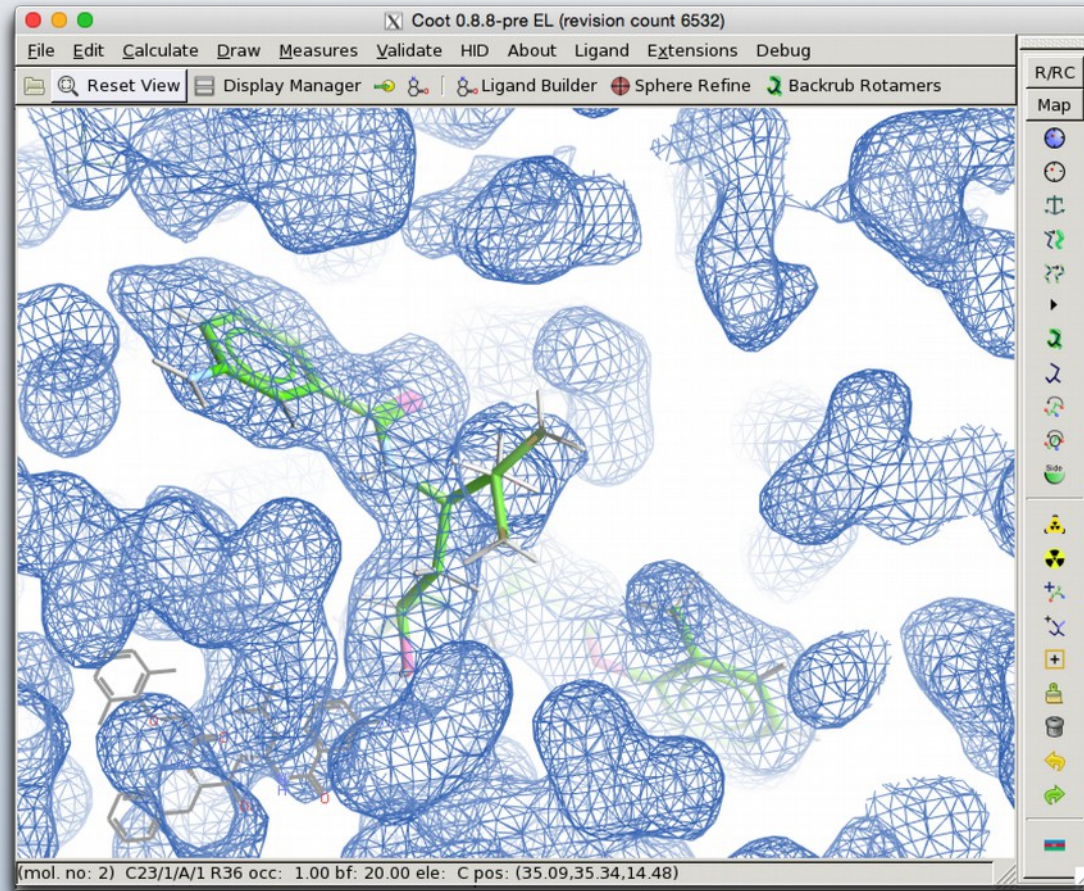 Coot 0.8.8-pre EL (revision count 6532)
File Edit Calculate Draw Measures Validate HID About Ligand Extensions Debug
Reset View Display Manager Ligand Builder Sphere Refine Backrub Rotamers
R/RC
Map
Side
O
N
H
O
(mol. no: 2) C23/1/A/1 R36 occ: 1.00 bf: 20.00 ele: C pos: (35.09,35.34,14.48)